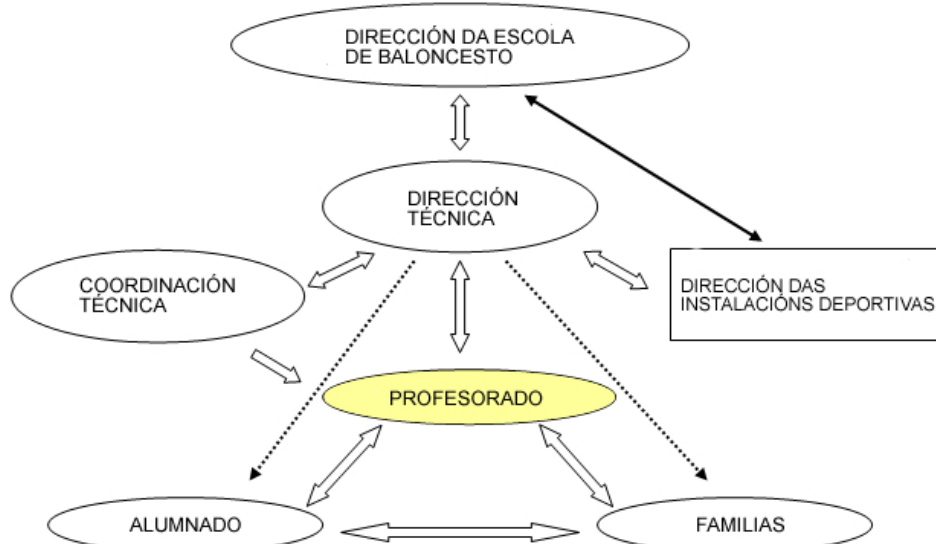 DIRECCIÓN DA ESCOLA
DE BALONCESTO
DIRECCIÓN
TÉCNICA
COORDINACIÓN
TÉCNICA
DIRECCIÓN DAS
INSTALACIÓNS DEPORTIVAS
PROFESORADO
ALUMNADO
FAMILIAS